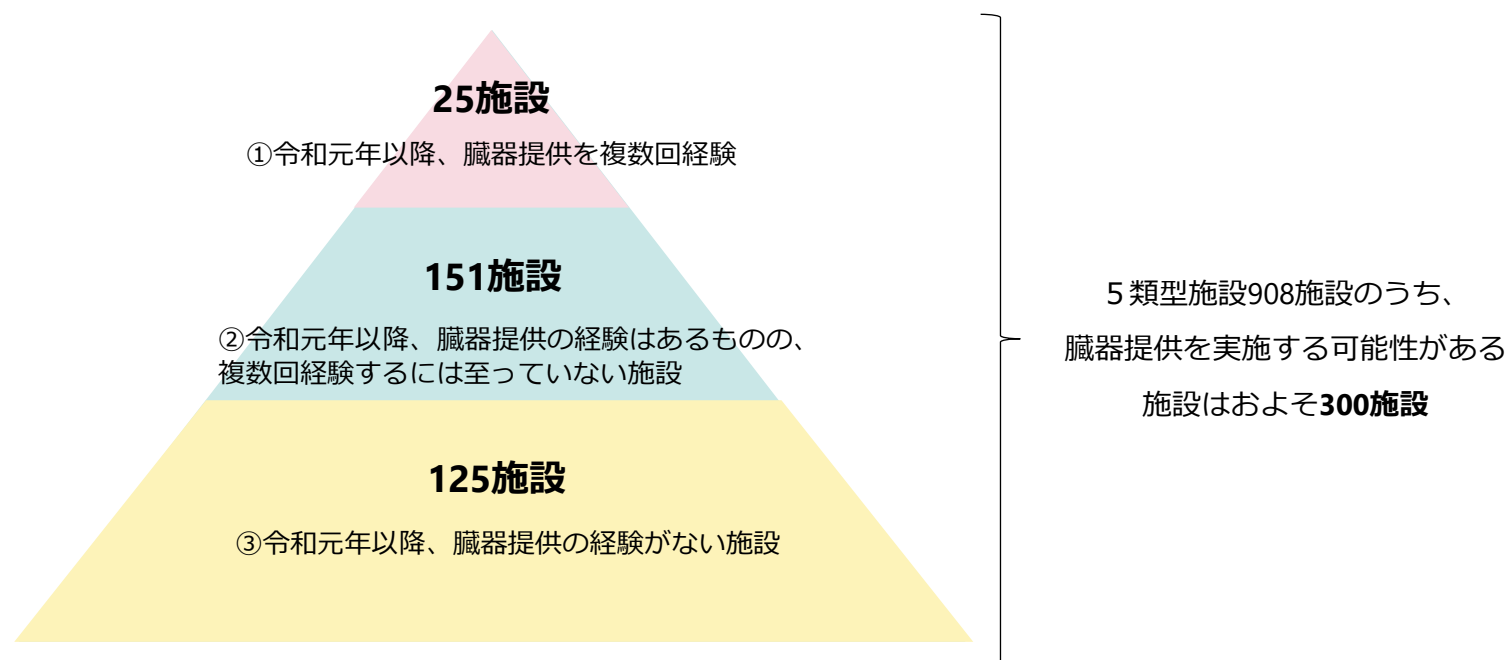 25施設
①令和元年以降、臓器提供を複数回経験
151施設
②令和元年以降、臓器提供の経験はあるものの、
複数回経験するには至っていない施設
125施設
③令和元年以降、臓器提供の経験がない施設
５類型施設908施設のうち、
臓器提供を実施する可能性がある
施設はおよそ300施設